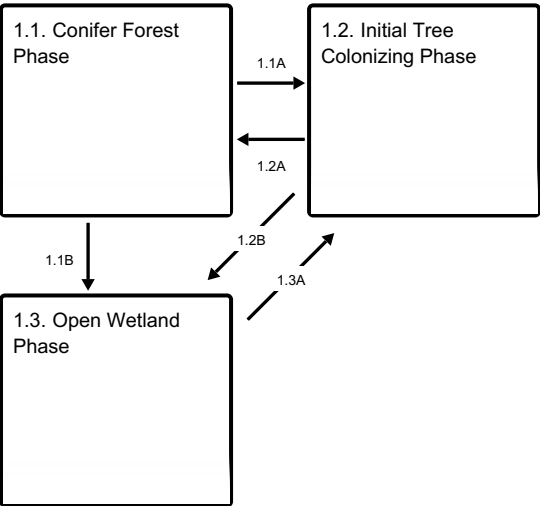 1.1. Conifer Forest
Phase
1.2. Initial Tree
Colonizing Phase
1.1A
1.2A
1.2B
1.1B
1.3A
1.3. Open Wetland
Phase